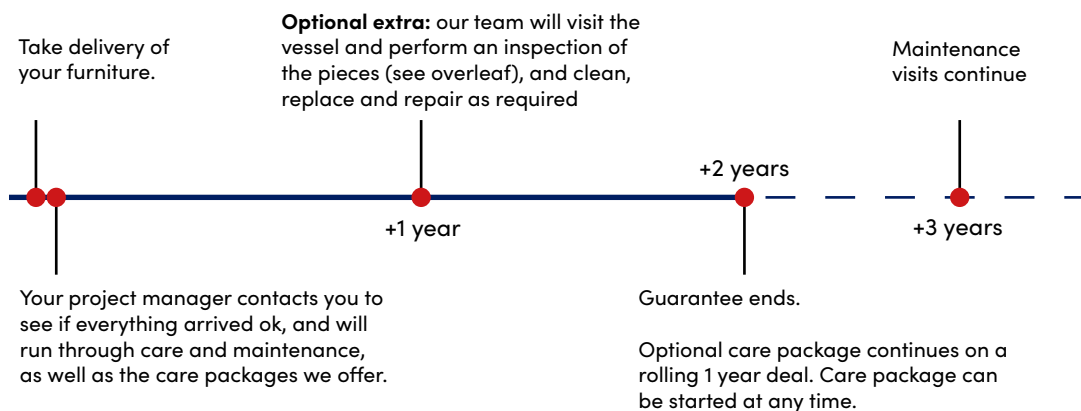 Take delivery of
your furniture.
Optional extra: our team will visit the
vessel and perform an inspection of
the pieces (see overleaf), and clean,
replace and repair as required
Maintenance
visits continue
+2 years
+1 year
+3 years
Your project manager contacts you to
see if everything arrived ok, and will
run through care and maintenance,
as well as the care packages we offer.
Guarantee ends.
Optional care package continues on a
rolling 1 year deal. Care package can
be started at any time.